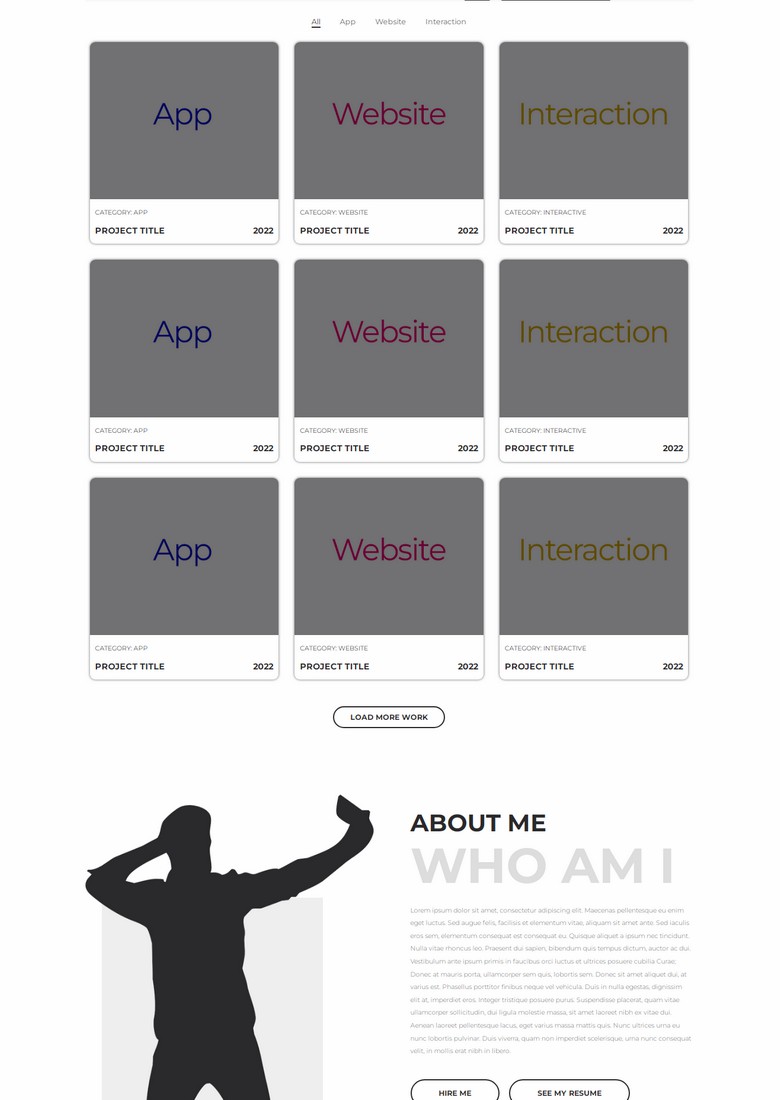 All App Website Interaction
App Website Interaction
CATEGORY: APP CATEGORY: WEBSITE CATEGORY: INTERACTIVE
PROJECT TITLE 2022 PROJECT TITLE 2022 PROJECT TITLE 2022
App Website Interaction
CATEGORY: APP CATEGORY: WEBSITE CATEGORY: INTERACTIVE
PROJECT TITLE 2022 PROJECT TITLE 2022 PROJECT TITLE 2022
App Website Interaction
CATEGORY: APP CATEGORY: WEBSITE CATEGORY: INTERACTIVE
PROJECT TITLE 2022 PROJECT TITLE 2022 PROJECT TITLE 2022
LOAD MORE WORK
ABOUT ME
WHO AM I
Lorem ipsum dolor sit amet, consectetur adipiscing elit. Maecenas pellentesque eu enim
eget luctus. Sed augue felis, facilisis et elementum vitae, aliquam sit amet ante. Sed iaculis
eros sem, elementum consequat est consequat eu. Quisque aliquet a ipsum nec tincidunt.
Nulla vitae rhoncus leo. Praesent dui sapien, bibendum quis tempus dictum, auctor ac dui.
Vestibulum ante ipsum primis in faucibus orci luctus et ultrices posuere cubilia Curae;
Donec at mauris porta, ullamcorper sem quis, lobortis sem. Donec sit amet aliquet dui, at
varius est. Phasellus porttitor finibus neque vel vehicula. Duis in nulla egestas, dignissim
elit at, imperdiet eros. Integer tristique posuere purus. Suspendisse placerat, quam vitae
ullamcorper sollicitudin, dui ligula molestie massa, sit amet laoreet nibh ex vitae dui.
Aenean laoreet pellentesque lacus, eget varius massa mattis quis. Nunc ultrices urna eu
nunc lobortis pulvinar. Duis viverra, quam non imperdiet scelerisque, urna nunc consequat
velit, in mollis erat nibh in libero.
HIRE ME SEE MY RESUME